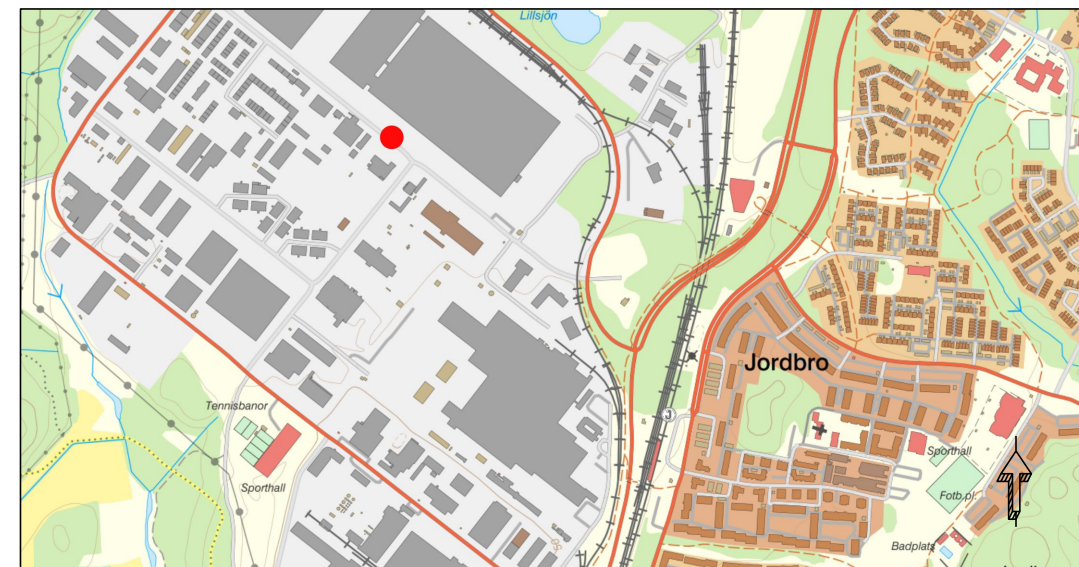 Lillsjön
Jordbro
Tennisbanor
J
Sporthall
Sporthall
Fotb.pl.
Badplats